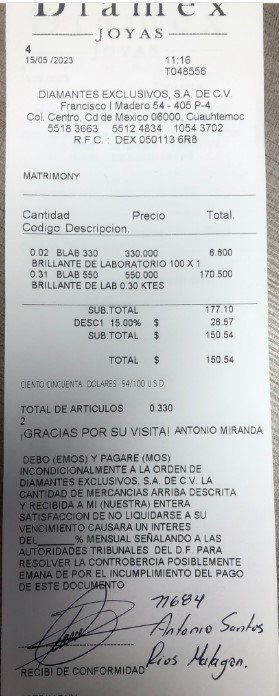 Diamex
JOYAS
4
15/05/2023 11:16
T048556
DIAMANTES EXCLUSIVOS, S.A. DE C.V.
Francisco I Madero 54 - 405 P-4
Col. Centro, Cd de Mexico 06000, Cuauhtemoc
5518 3663 5512 4834 1054 3702
R.F.C. : DEX 050113 6R8
MATRIMONY
Cantidad Precio Total.
Codigo Descripcion.
0.02 BLAB 330 330.000 6.600
BRILLANTE DE LABORATORIO 100 X 1
0.31 BLAB 550 550.000 170.500
BRILLANTE DE LAB 0.30 KTES
SUB.TOTAL 177.10
DESC1 15.00% $ 26.57
SUB.TOTAL $ 150.54
TOTAL $ 150.54
CIENTO CINCUENTA DOLARES 54/100 U.S.D.
TOTAL DE ARTICULOS 0.330
2
¡GRACIAS POR SU VISITA! ANTONIO MIRANDA
DEBO (EMOS) Y PAGARE (MOS)
INCONDICIONALMENTE A LA ORDEN DE
DIAMANTES EXCLUSIVOS, S.A. DE C.V. LA
CANTIDAD DE MERCANCIAS ARRIBA DESCRITA
Y RECIBIDA A MI (NUESTRA) ENTERA
SATISFACCION DE NO LIQUIDARSE A SU
VENCIMIENTO CAUSARA UN INTERES
DEL______% MENSUAL SEÑALANDO A LAS
AUTORIDADES TRIBUNALES DEL D.F. PARA
RESOLVER LA CONTROBERCIA POSIBLEMENTE
EMANA DE POR EL INCUMPLIMIENTO DEL PAGO
DE ESTE DOCUMENTO
11684
Antonio Santos
Rios Malagon.
RECIBI DE CONFORMIDAD